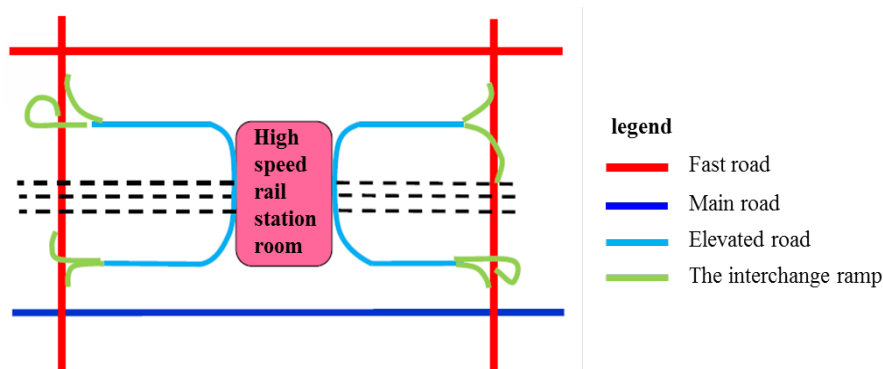 High
speed
rail
station
room
legend
Fast road
Main road
Elevated road
The interchange ramp